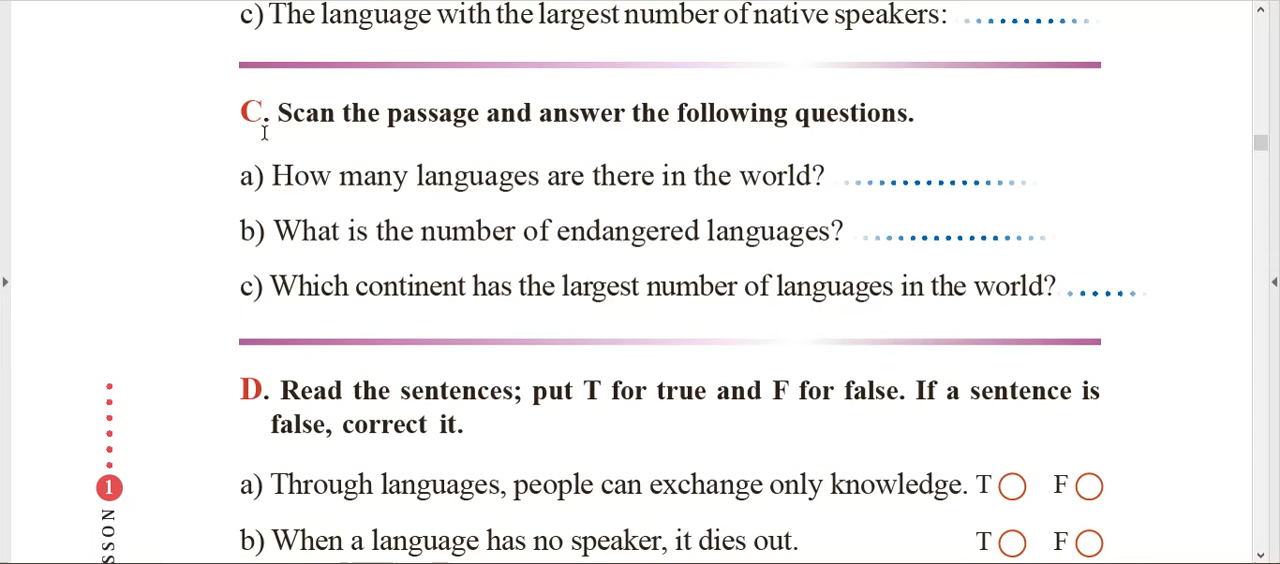 c) The language with the largest number of native speakers:
C. Scan the passage and answer the following questions.
a) How many languages are there in the world?
b) What is the number of endangered languages?
c) Which continent has the largest number of languages in the world?
D. Read the sentences; put T for true and F for false. If a sentence is
false, correct it.
a) Through languages, people can exchange only knowledge. T F
b) When a language has no speaker, it dies out. T F
1
SSON